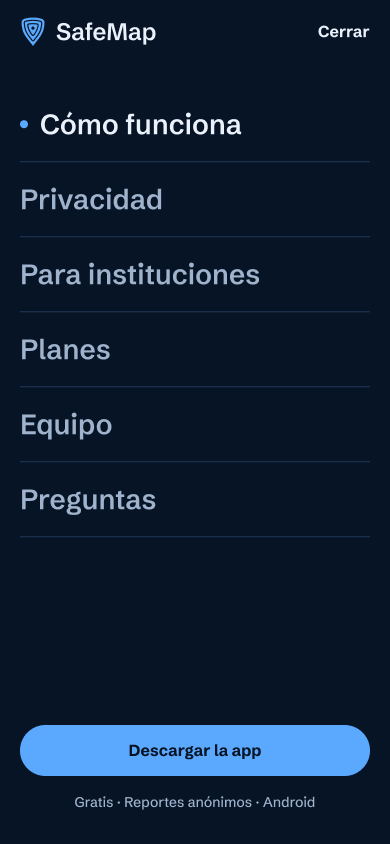 SafeMap
Cerrar
Cómo funciona
Privacidad
Para instituciones
Planes
Equipo
Preguntas
Descargar la app
Gratis · Reportes anónimos · Android